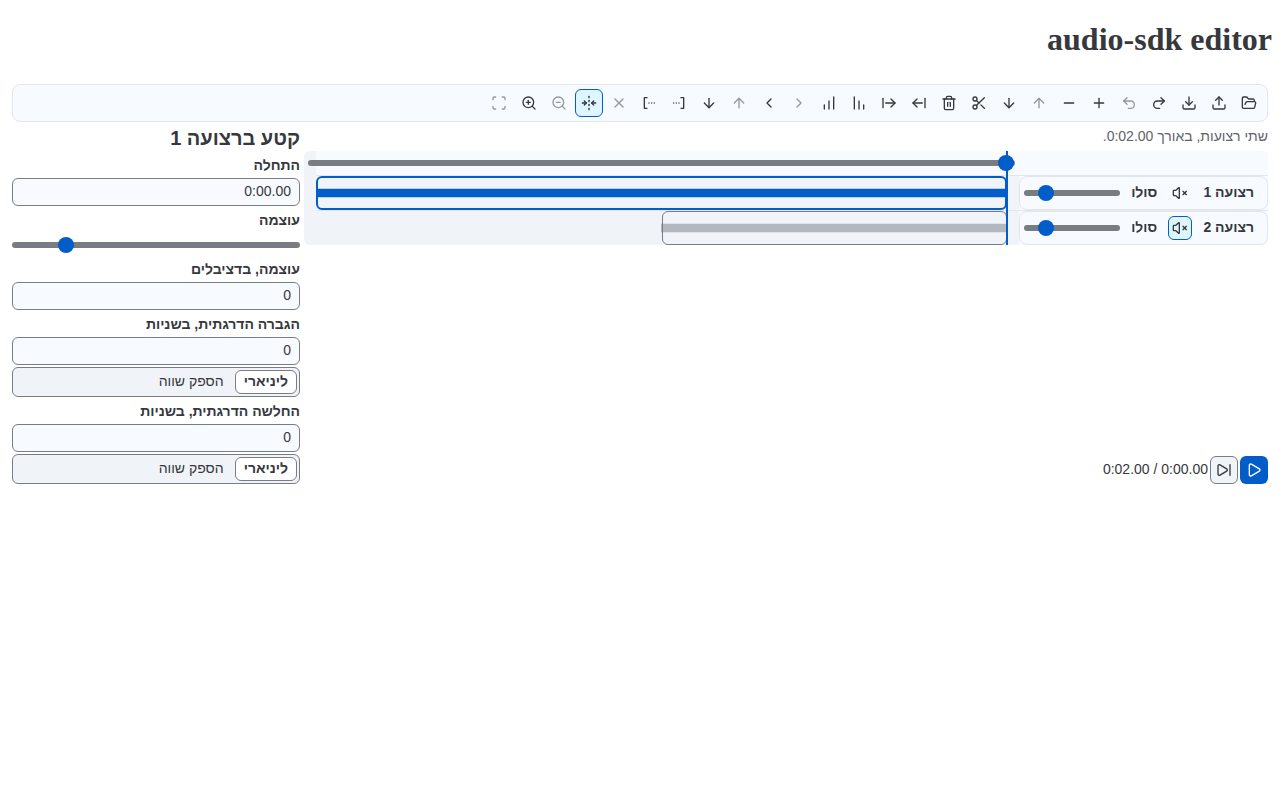 audio-sdk editor
שתי רצועות, באורך 0:02.00.
רצועה 1
סולו
רצועה 2
סולו
0:00.00 / 0:02.00
קטע ברצועה 1
התחלה
0:00.00
עוצמה
עוצמה, בדציבלים
0
הגברה הדרגתית, בשניות
0
ליניארי הספק שווה
החלשה הדרגתית, בשניות
0
ליניארי הספק שווה